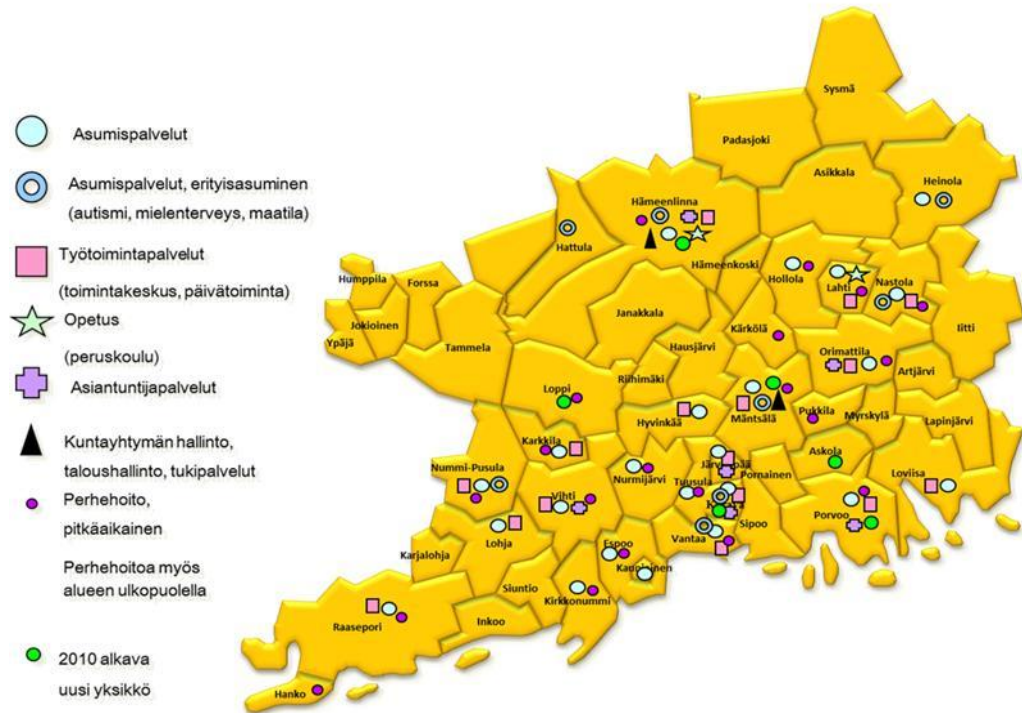 Asumispalvelut
Asumispalvelut, erityisasuminen
(autismi, mielenterveys, maatila)
Työtoimintapalvelut
(toimintakeskus, päivätoiminta)
Opetus
(peruskoulu)
Asiantuntijapalvelut
Kuntayhtymän hallinto,
taloushallinto, tukipalvelut
Perhehoito,
pitkäaikainen
Perhehoitoa myös
alueen ulkopuolella
2010 alkava
uusi yksikkö
Sysmä
Padasjoki
Asikkala
Heinola
Hämeenlinna
Hattula
Hämeenkoski
Hollola
Lahti
Nastola
Humppila
Forssa
Jokioinen
Ypäjä
Tammela
Janakkala
Hausjärvi
Kärkölä
Iitti
Orimattila
Artjärvi
Loppi
Riihimäki
Hyvinkää
Mäntsälä
Pukkila
Myrskylä
Lapinjärvi
Karkkila
Nummi-Pusula
Nurmijärvi
Tuusula
Pornainen
Askola
Loviisa
Vihti
Lohja
Karjalohja
Espoo
Vantaa
Sipoo
Porvoo
Siuntio
Kirkkonummi
Inkoo
Raasepori
Hanko